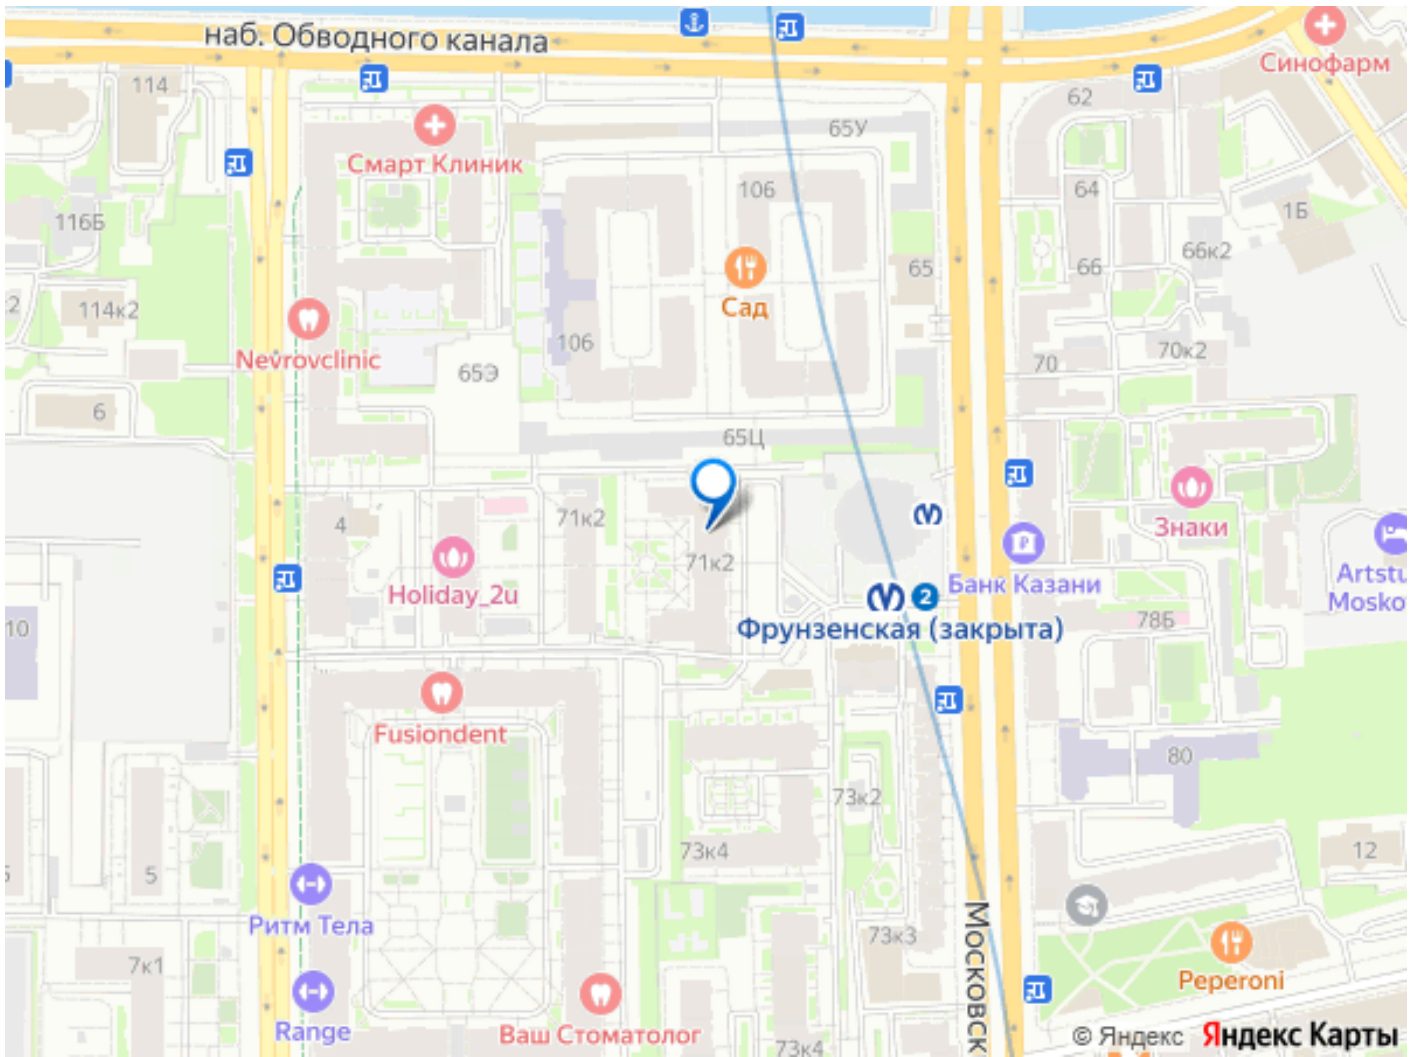 наб. Обводного канала
Синофарм
114
62
65У
Смарт Клиник
106
64
1Б
116Б
66к2
65
66
2
114к2
Сад
106
Nevrovclinic
70
70к2
65Э
6
65Ц
4
71к2
Знаки
71к2
Банк Казани
Holiday_2u
2
Artstu
Mosko
10
Фрунзенская (закрыта)
78Б
Fusiondent
80
73к2
73к4
12
5
5
Ритм Тела
Московск
73к3
7к1
Peperoni
Range
Ваш Стоматолог
73к4
© Яндекс Яндекс Карты